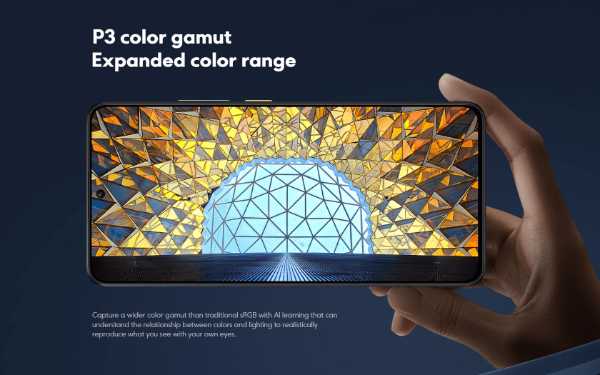 P3 color gamut
Expanded color range
Capture a wider color gamut than traditional sRGB with AI learning that can
understand the relationship between colors and lighting to realistically
reproduce what you see with your own eyes.